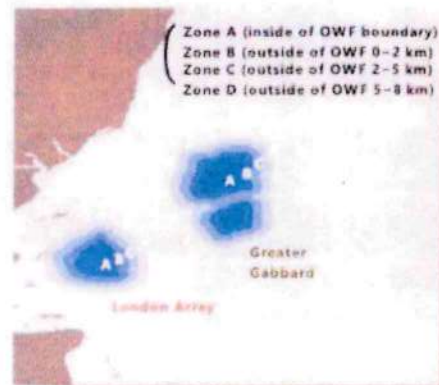 Zone A (inside of OWF boundary)
Zone B (outside of OWF 0-2 km)
Zone C (outside of OWF 2-5 km)
Zone D (outside of OWF 5-8 km)
A B C
Greater
Gabbard
A B C
London Array